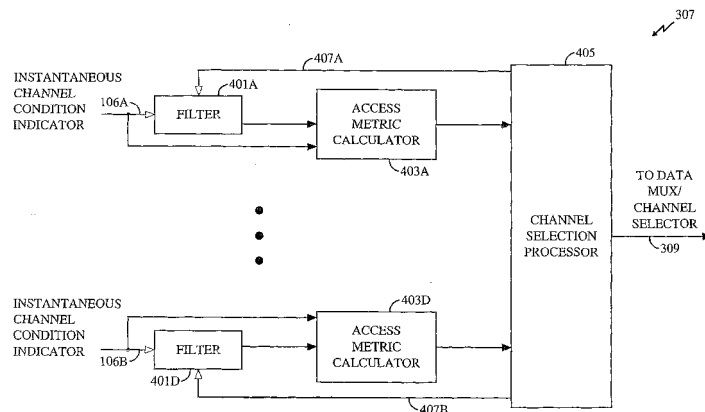 307
407A
405
INSTANTANEOUS
CHANNEL
CONDITION
INDICATOR
106A
401A
FILTER
ACCESS
METRIC
CALCULATOR
403A
TO DATA
MUX/
CHANNEL
SELECTOR
309
CHANNEL
SELECTION
PROCESSOR
INSTANTANEOUS
CHANNEL
CONDITION
INDICATOR
106B
403D
ACCESS
METRIC
CALCULATOR
FILTER
401D
407B